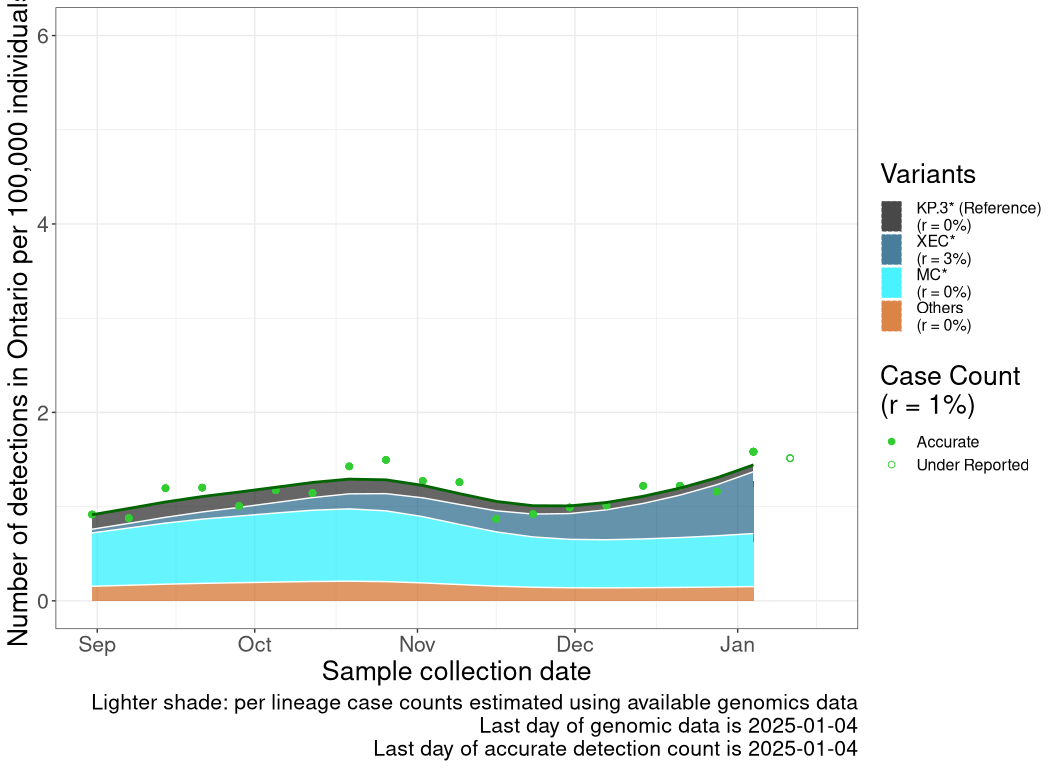 Number of detections in Ontario per 100,000 individuals
6
4
2
0
Sep
Oct
Nov
Dec
Jan
Sample collection date
Lighter shade: per lineage case counts estimated using available genomics data
Last day of genomic data is 2025-01-04
Last day of accurate detection count is 2025-01-04
Variants
KP.3* (Reference)
(r = 0%)
XEC*
(r = 3%)
MC*
(r = 0%)
Others
(r = 0%)
Case Count
(r = 1%)
Accurate
Under Reported